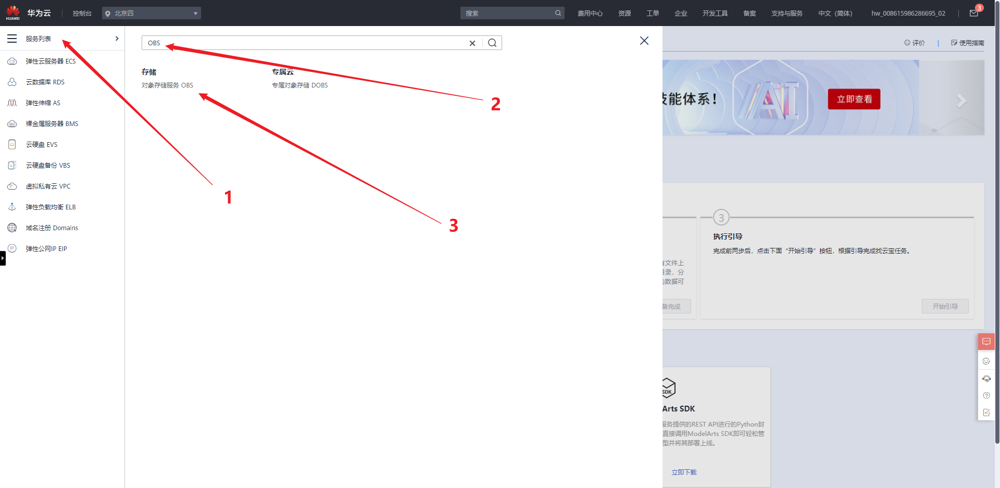 HUAWEI
华为云
控制台
北京四
搜索
费用中心
资源
工单
企业
开发工具
备案
支持与服务
中文（简体）
hw_008615986286695_02
3
服务列表
弹性云服务器 ECS
云数据库 RDS
弹性伸缩 AS
裸金属服务器 BMS
云硬盘 EVS
云硬盘备份 VBS
虚拟私有云 VPC
弹性负载均衡 ELB
域名注册 Domains
弹性公网IP EIP
OBS
存储
对象存储服务 OBS
专属云
专属对象存储 DOBS
1
2
3
评价
使用指南
技能体系！
AI
立即查看
3
执行引导
完成前两步后，点击下面“开始引导”按钮，根据引导完成找云宝任务。
文件上
录，分
数据可
备完成
开始引导
SDK
Arts SDK
服务提供的REST API进行的Python封
直接调用ModelArts SDK即可轻松管
型并将其部署上线。
立即下载